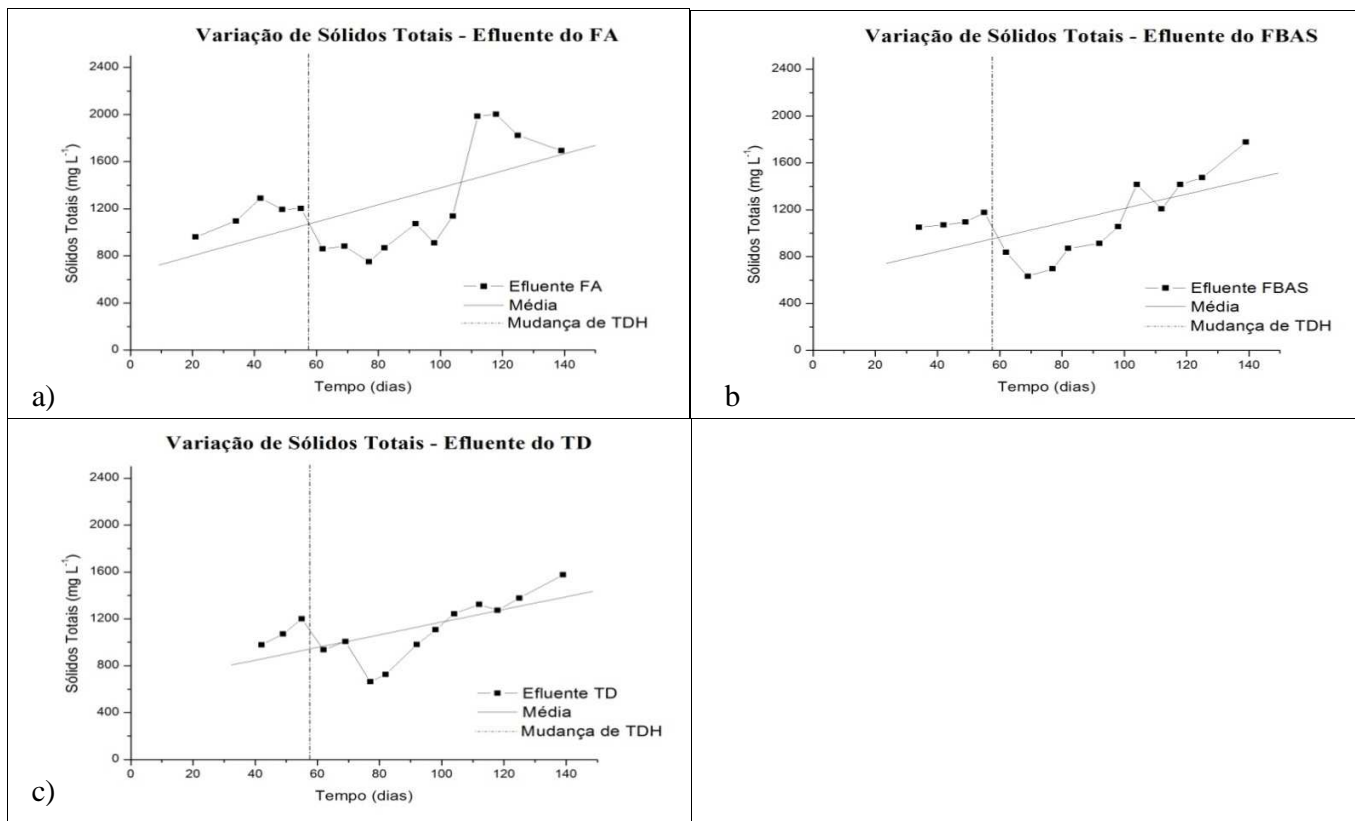 Variação de Sólidos Totais - Efluente do FA
2400
2000
1600
1200
800
400
0
Sólidos Totais (mg L⁻¹)
0 20 40 60 80 100 120 140
Tempo (dias)
Efluente FA
Média
Mudança de TDH
a)
Variação de Sólidos Totais - Efluente do FBAS
2400
2000
1600
1200
800
400
0
Sólidos Totais (mg L⁻¹)
0 20 40 60 80 100 120 140
Tempo (dias)
Efluente FBAS
Média
Mudança de TDH
b
Variação de Sólidos Totais - Efluente do TD
2400
2000
1600
1200
800
400
0
Sólidos Totais (mg L⁻¹)
0 20 40 60 80 100 120 140
Tempo (dias)
Efluente TD
Média
Mudança de TDH
c)